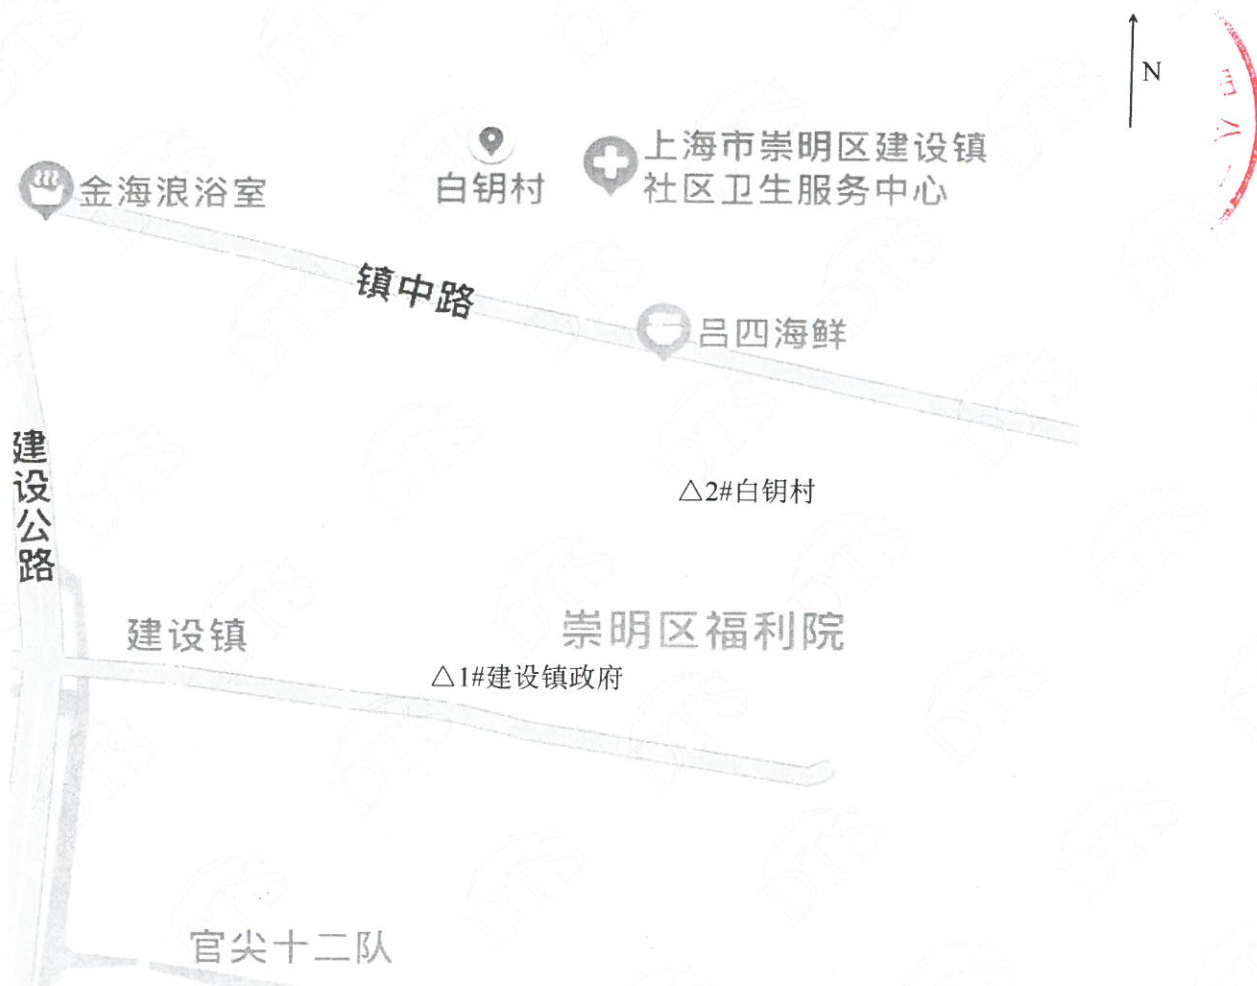 N
上海市崇明区建设镇
社区卫生服务中心
金海浪浴室
白钥村
镇中路
吕四海鲜
建设公路
△2#白钥村
建设镇
崇明区福利院
△1#建设镇政府
官尖十二队
DTS